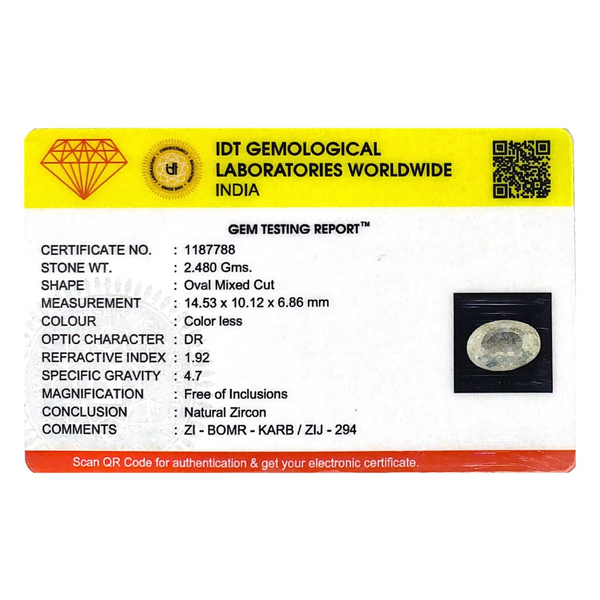 IDT GEMOLOGICAL
LABORATORIES WORLDWIDE
INDIA
idt
GEM TESTING REPORT™
CERTIFICATE NO. : 1187788
STONE WT. : 2.480 Gms.
SHAPE : Oval Mixed Cut
MEASUREMENT : 14.53 x 10.12 x 6.86 mm
COLOUR : Color less
OPTIC CHARACTER : DR
REFRACTIVE INDEX : 1.92
SPECIFIC GRAVITY : 4.7
MAGNIFICATION : Free of Inclusions
CONCLUSION : Natural Zircon
COMMENTS : ZI - BOMR - KARB / ZIJ - 294
Scan QR Code for authentication & get your electronic certificate.